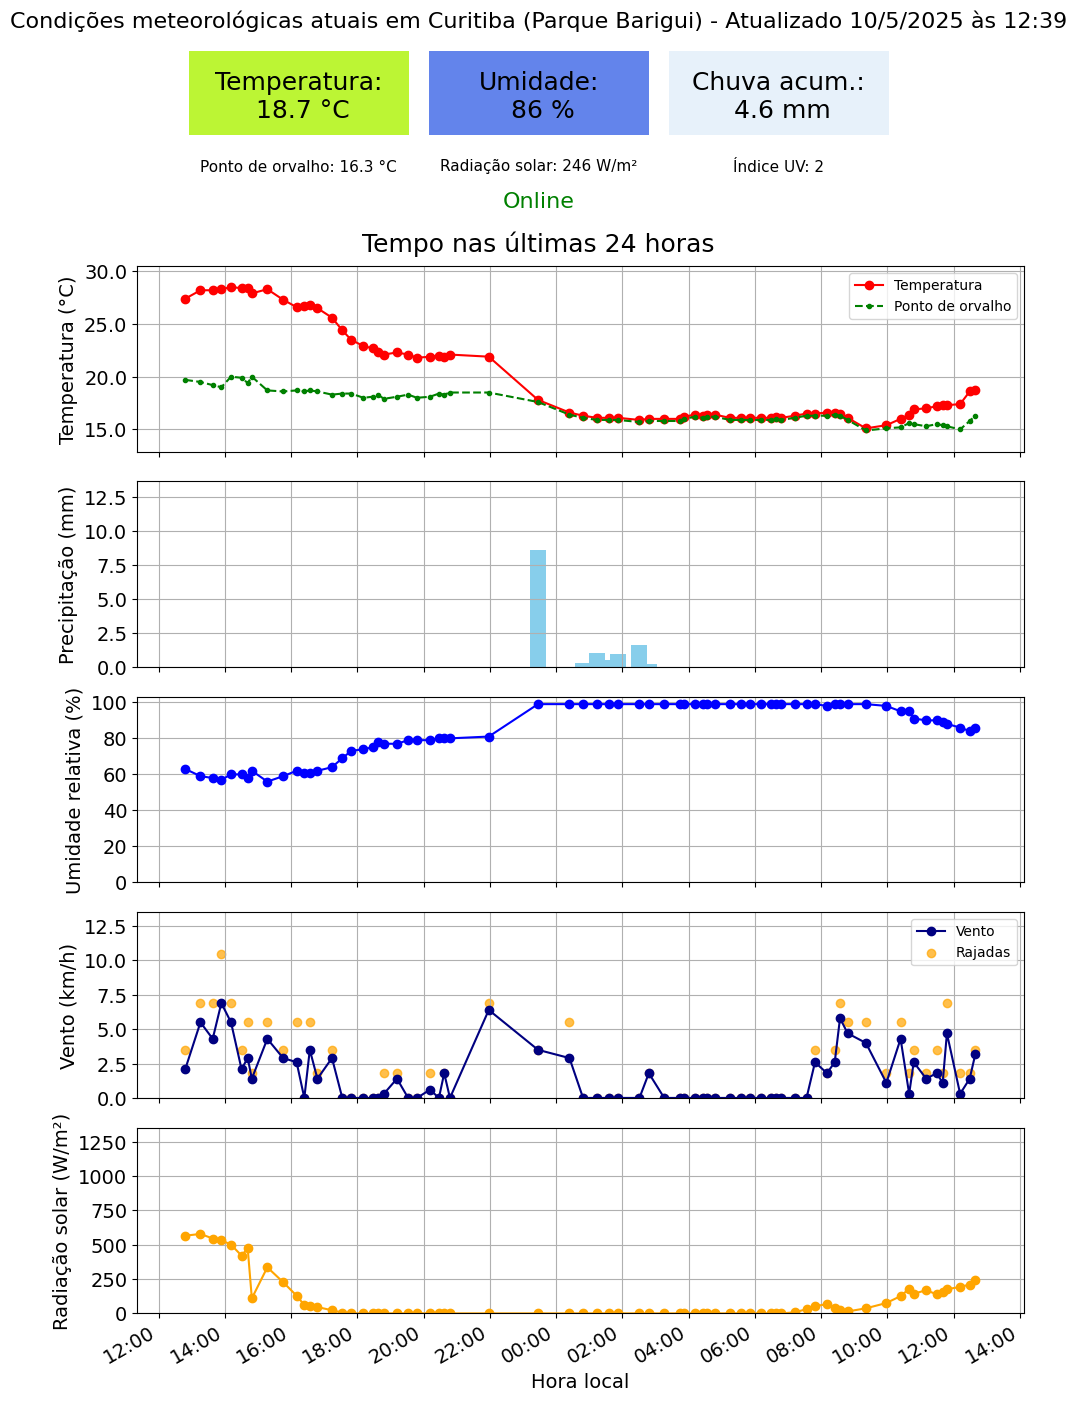 Condições meteorológicas atuais em Curitiba (Parque Barigui) - Atualizado 10/5/2025 às 12:39
Temperatura:
18.7 °C
Umidade:
86 %
Chuva acum.:
4.6 mm
Ponto de orvalho: 16.3 °C
Radiação solar: 246 W/m²
Índice UV: 2
Online
Tempo nas últimas 24 horas
Temperatura (°C)
30.0
25.0
20.0
15.0
Temperatura
Ponto de orvalho
Precipitação (mm)
12.5
10.0
7.5
5.0
2.5
0.0
Umidade relativa (%)
100
80
60
40
20
0
Vento (km/h)
12.5
10.0
7.5
5.0
2.5
0.0
Vento
Rajadas
Radiação solar (W/m²)
1250
1000
750
500
250
0
12:00 14:00 16:00 18:00 20:00 22:00 00:00 02:00 04:00 06:00 08:00 10:00 12:00 14:00
Hora local